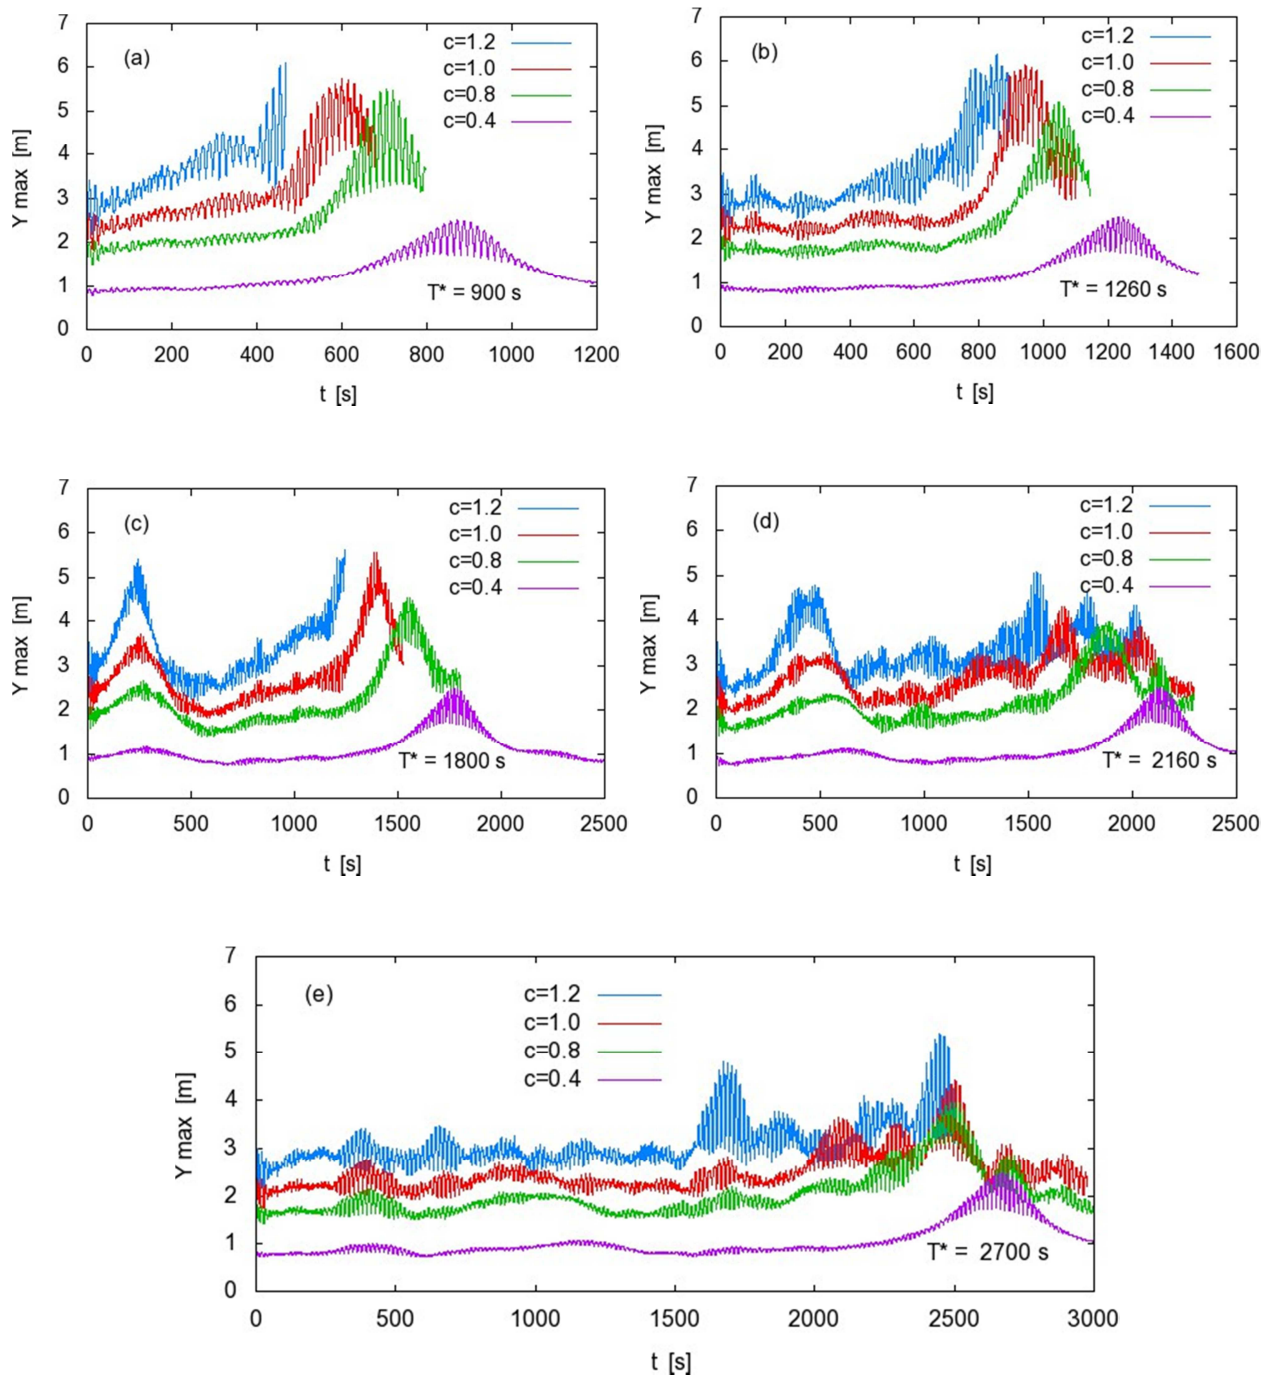 7
6
5
4
3
2
1
0
Y max [m]
(a)
c=1.2
c=1.0
c=0.8
c=0.4
T* = 900 s
0 200 400 600 800 1000 1200
t [s]
7
6
5
4
3
2
1
0
Y max [m]
(b)
c=1.2
c=1.0
c=0.8
c=0.4
T* = 1260 s
0 200 400 600 800 1000 1200 1400 1600
t [s]
7
6
5
4
3
2
1
0
Y max [m]
(c)
c=1.2
c=1.0
c=0.8
c=0.4
T* = 1800 s
0 500 1000 1500 2000 2500
t [s]
7
6
5
4
3
2
1
0
Y max [m]
(d)
c=1.2
c=1.0
c=0.8
c=0.4
T* = 2160 s
0 500 1000 1500 2000 2500
t [s]
7
6
5
4
3
2
1
0
Y max [m]
(e)
c=1.2
c=1.0
c=0.8
c=0.4
T* = 2700 s
0 500 1000 1500 2000 2500 3000
t [s]